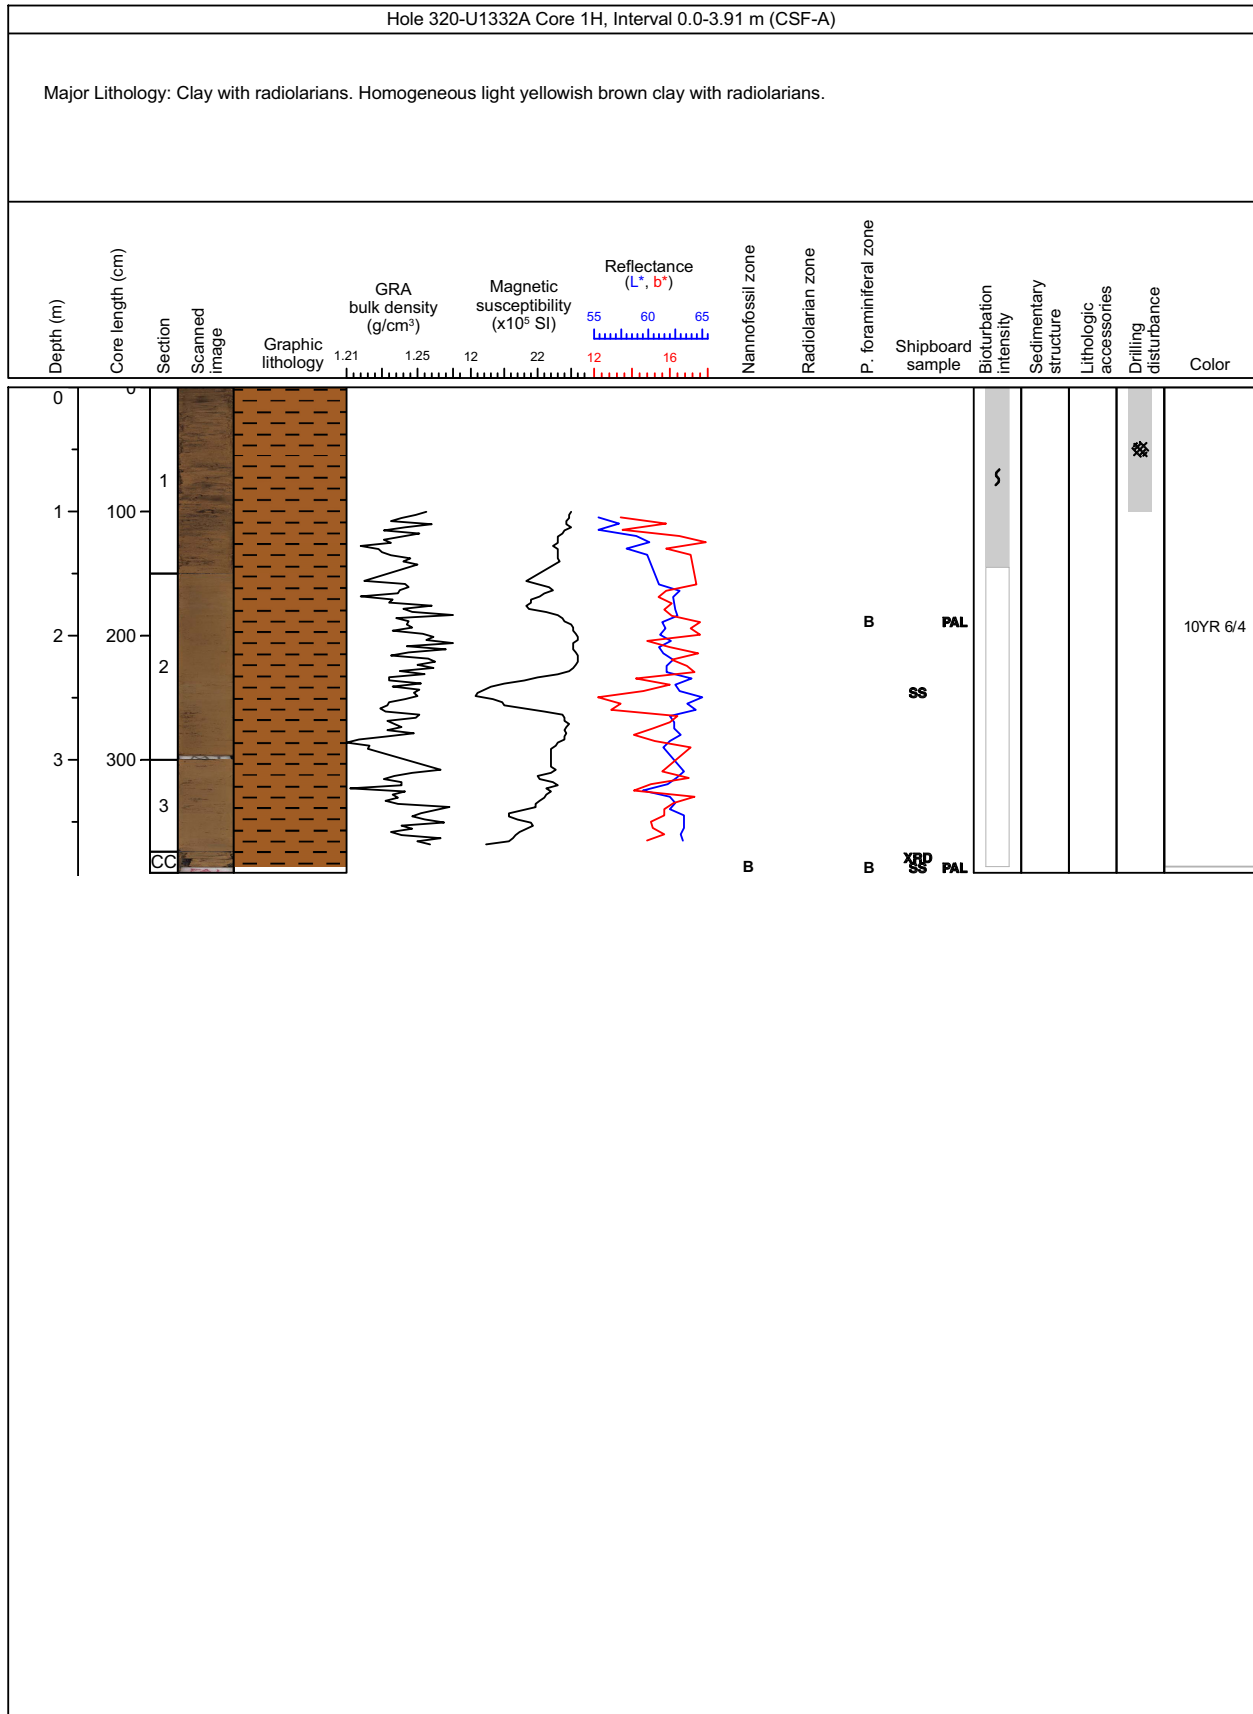 Hole 320-U1332A Core 1H, Interval 0.0-3.91 m (CSF-A)
Major Lithology: Clay with radiolarians. Homogeneous light yellowish brown clay with radiolarians.
Depth (m)
Core length (cm)
Section
Scanned
image
Graphic
lithology
GRA
bulk density
(g/cm³)
1.21 1.25
Magnetic
susceptibility
(x10⁵ SI)
12 22
Reflectance
(L*, b*)
55 60 65
12 16
Nannofossil zone
Radiolarian zone
P. foraminiferal zone
Shipboard
sample
Bioturbation
intensity
Sedimentary
structure
Lithologic
accessories
Drilling
disturbance
Color
0 0
1
1 100
2 200
B PAL
10YR 6/4
2
SS
3 300
3
XRD
CC B B SS PAL